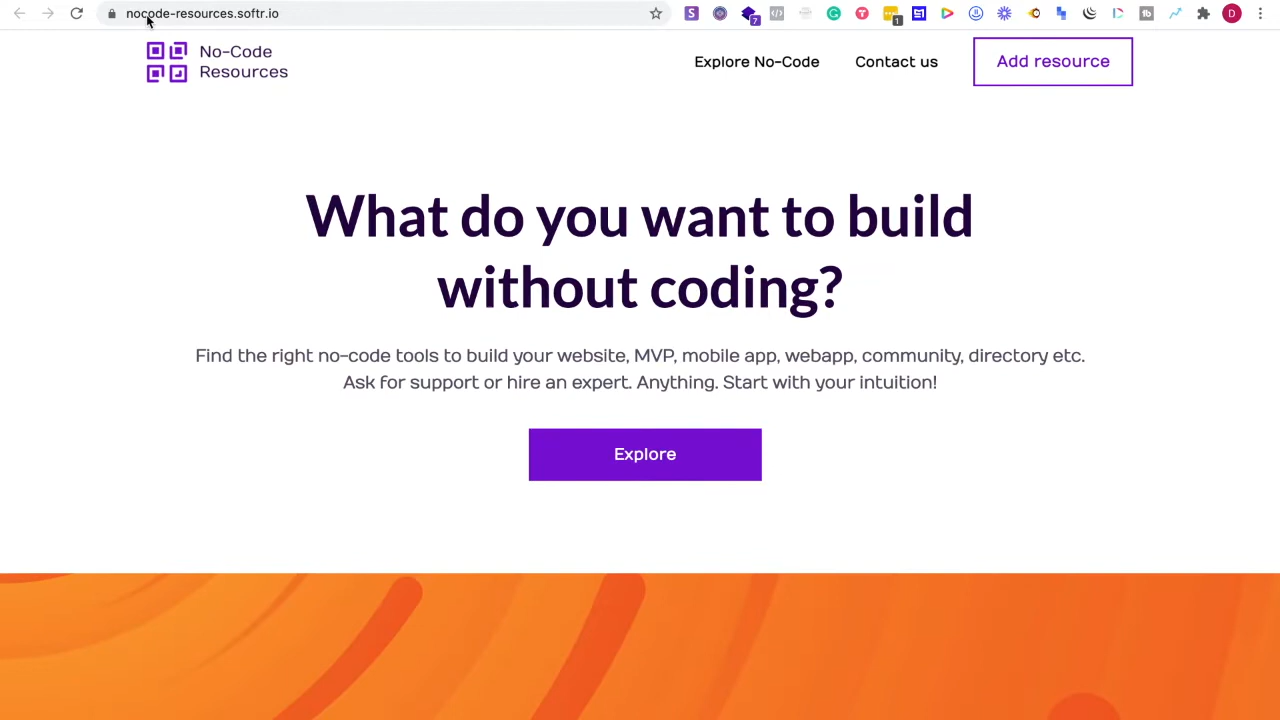 nocode-resources.softr.io
No-Code
Resources
Explore No-Code
Contact us
Add resource
What do you want to build
without coding?
Find the right no-code tools to build your website, MVP, mobile app, webapp, community, directory etc.
Ask for support or hire an expert. Anything. Start with your intuition!
Explore